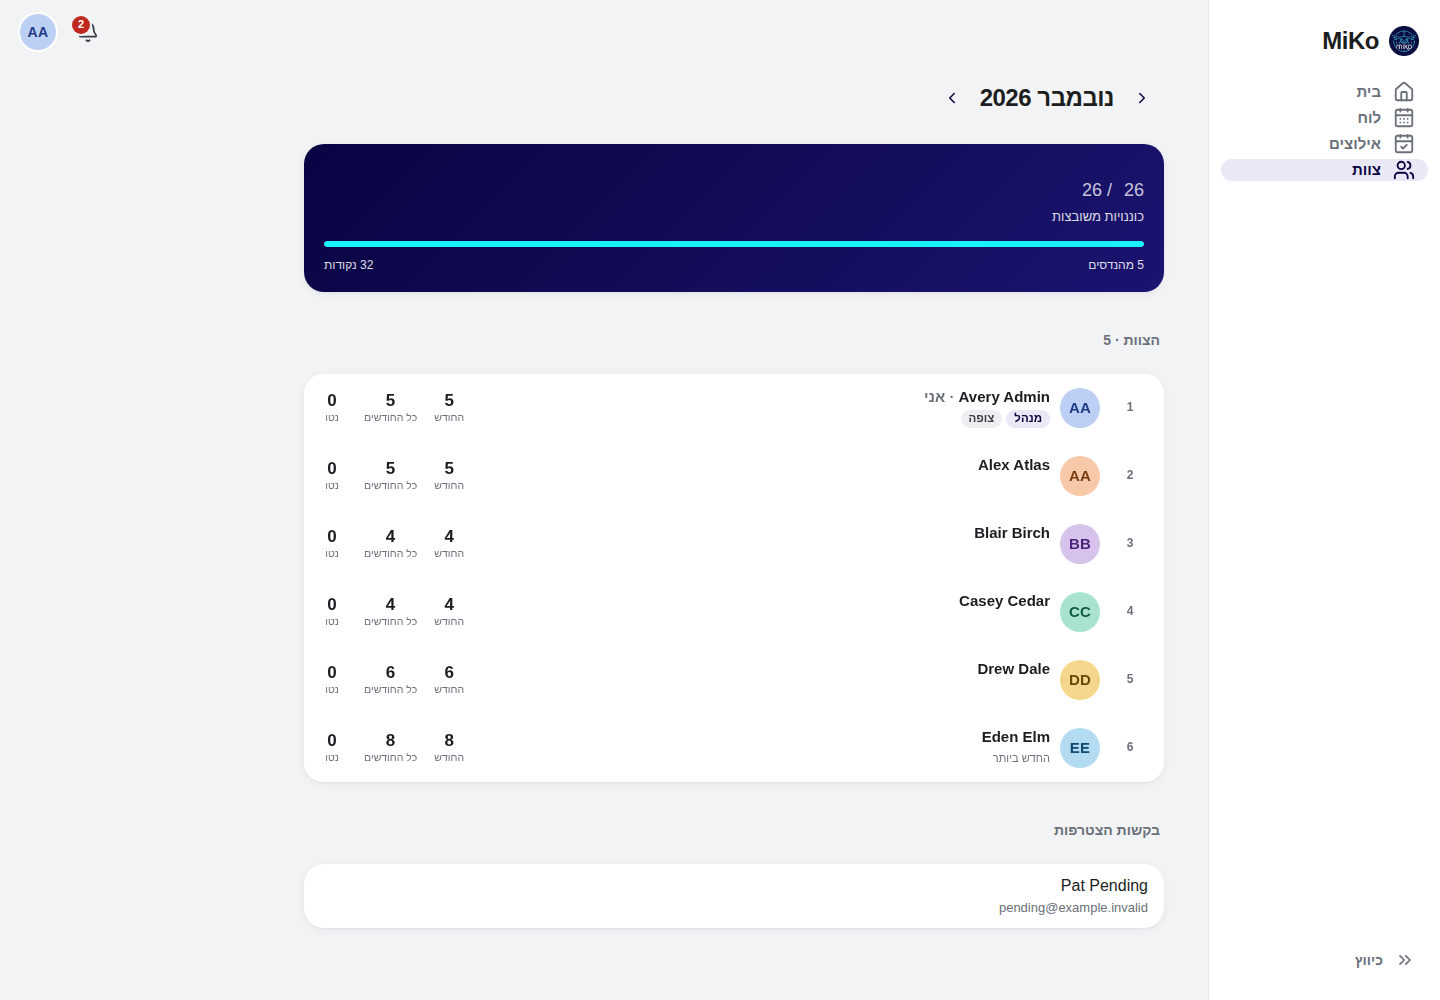 MiKo
בית
לוח
אילוצים
צוות
כיווץ
AA
2
נובמבר 2026
26 / 26
כוננויות משובצות
5 מהנדסים
32 נקודות
הצוות · 5
1
AA
Avery Admin · אני
מנהל צופה
5 החודש
5 כל החודשים
0 נטו
2
AA
Alex Atlas
5 החודש
5 כל החודשים
0 נטו
3
BB
Blair Birch
4 החודש
4 כל החודשים
0 נטו
4
CC
Casey Cedar
4 החודש
4 כל החודשים
0 נטו
5
DD
Drew Dale
6 החודש
6 כל החודשים
0 נטו
6
EE
Eden Elm
החדש ביותר
8 החודש
8 כל החודשים
0 נטו
בקשות הצטרפות
Pat Pending
pending@example.invalid